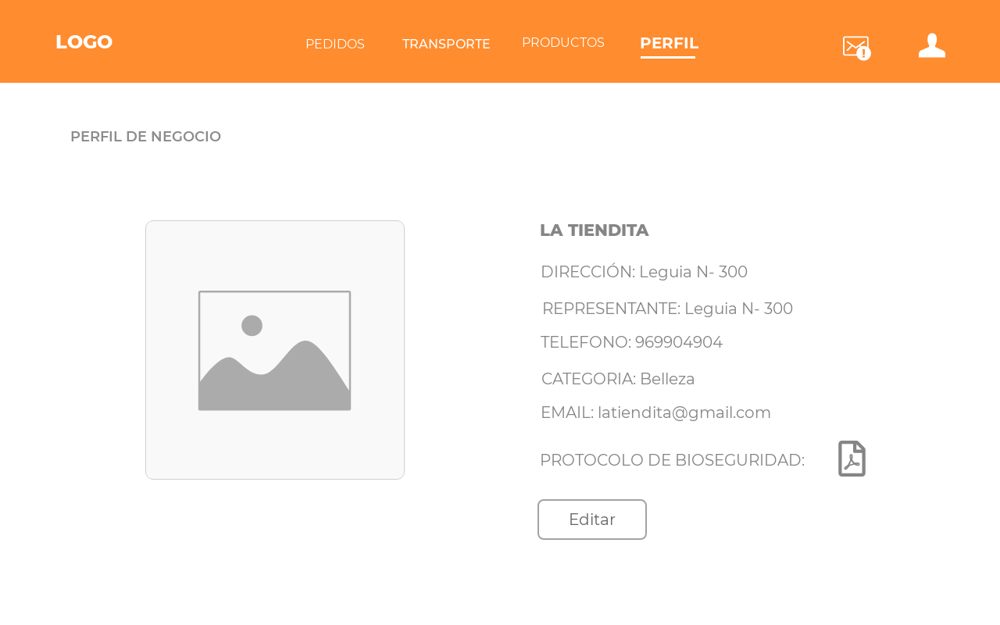 LOGO
PEDIDOS
TRANSPORTE
PRODUCTOS
PERFIL
PERFIL DE NEGOCIO
LA TIENDITA
DIRECCIÓN: Leguia N- 300
REPRESENTANTE: Leguia N- 300
TELEFONO: 969904904
CATEGORIA: Belleza
EMAIL: latiendita@gmail.com
PROTOCOLO DE BIOSEGURIDAD:
Editar